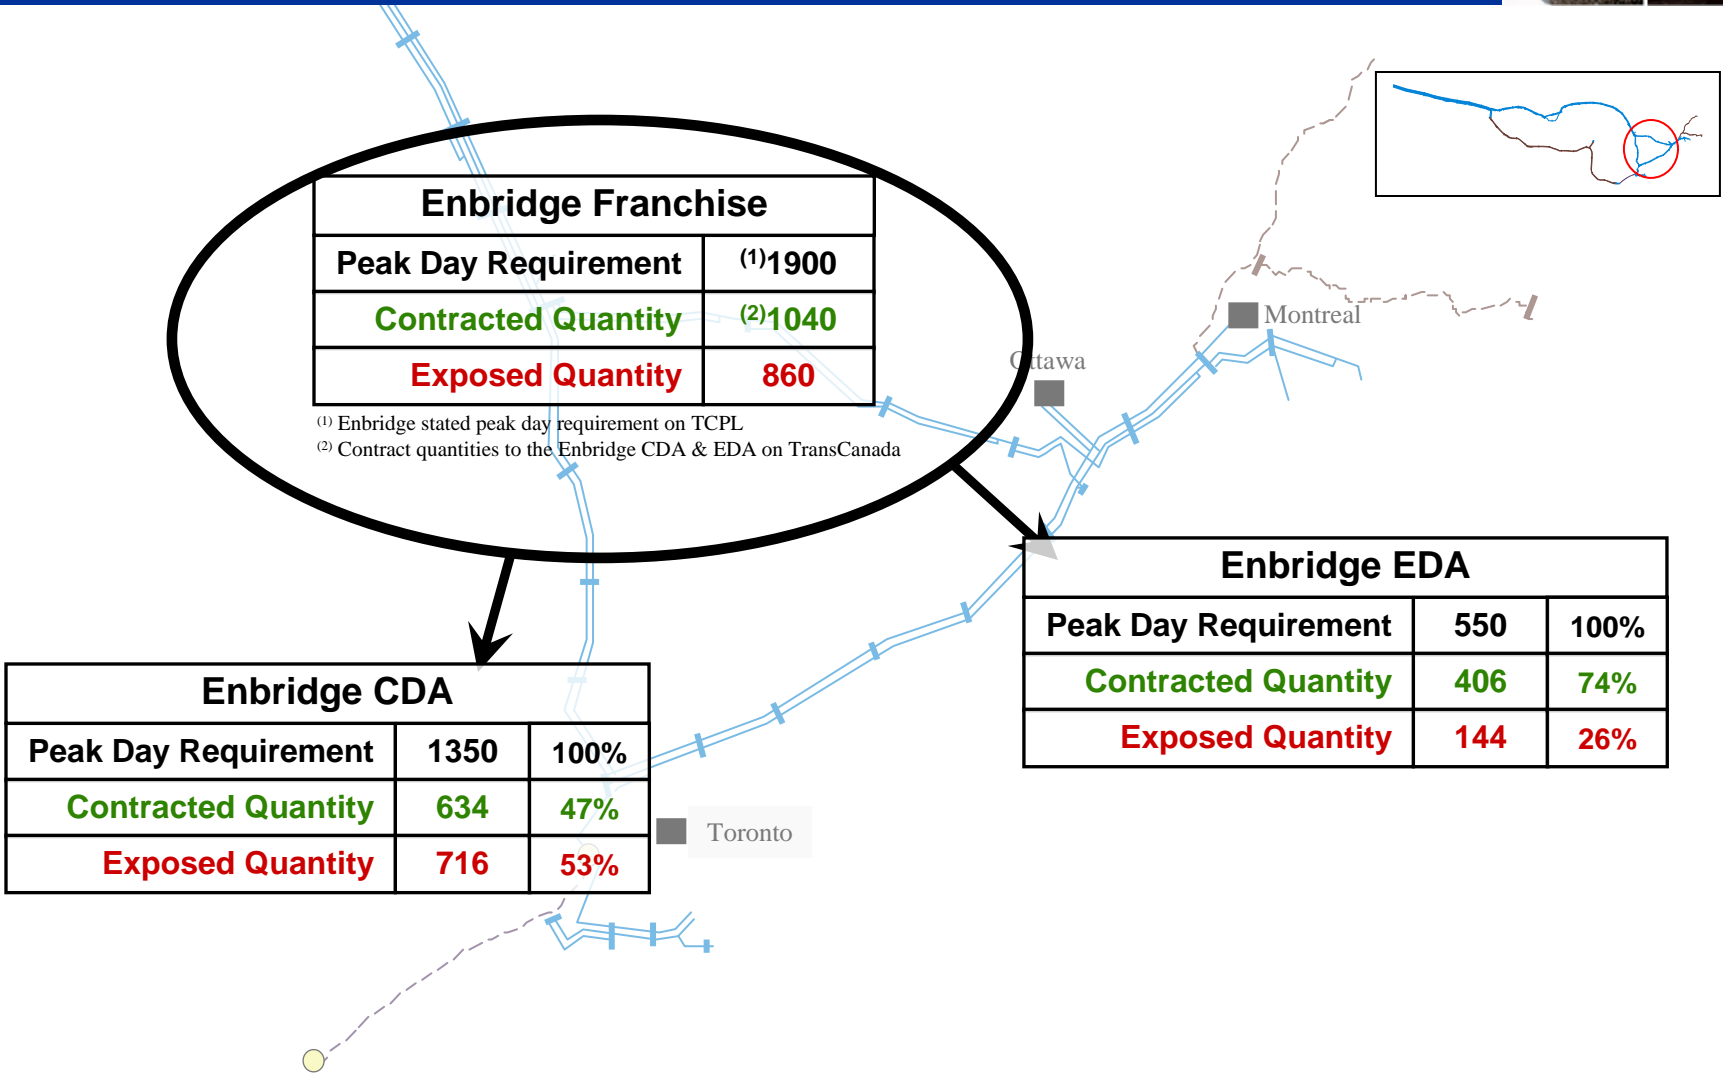 Enbridge Franchise
Peak Day Requirement (1)1900
Contracted Quantity (2)1040
Exposed Quantity 860
(1) Enbridge stated peak day requirement on TCPL
(2) Contract quantities to the Enbridge CDA & EDA on TransCanada
Montreal
Ottawa
Enbridge EDA
Peak Day Requirement 550 100%
Contracted Quantity 406 74%
Exposed Quantity 144 26%
Enbridge CDA
Peak Day Requirement 1350 100%
Contracted Quantity 634 47%
Exposed Quantity 716 53%
Toronto